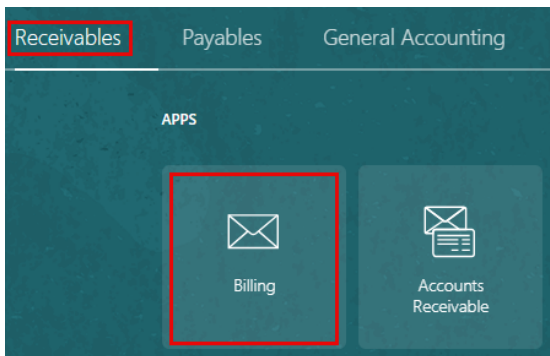 Receivables Payables General Accounting
APPS
Billing
Accounts
Receivable